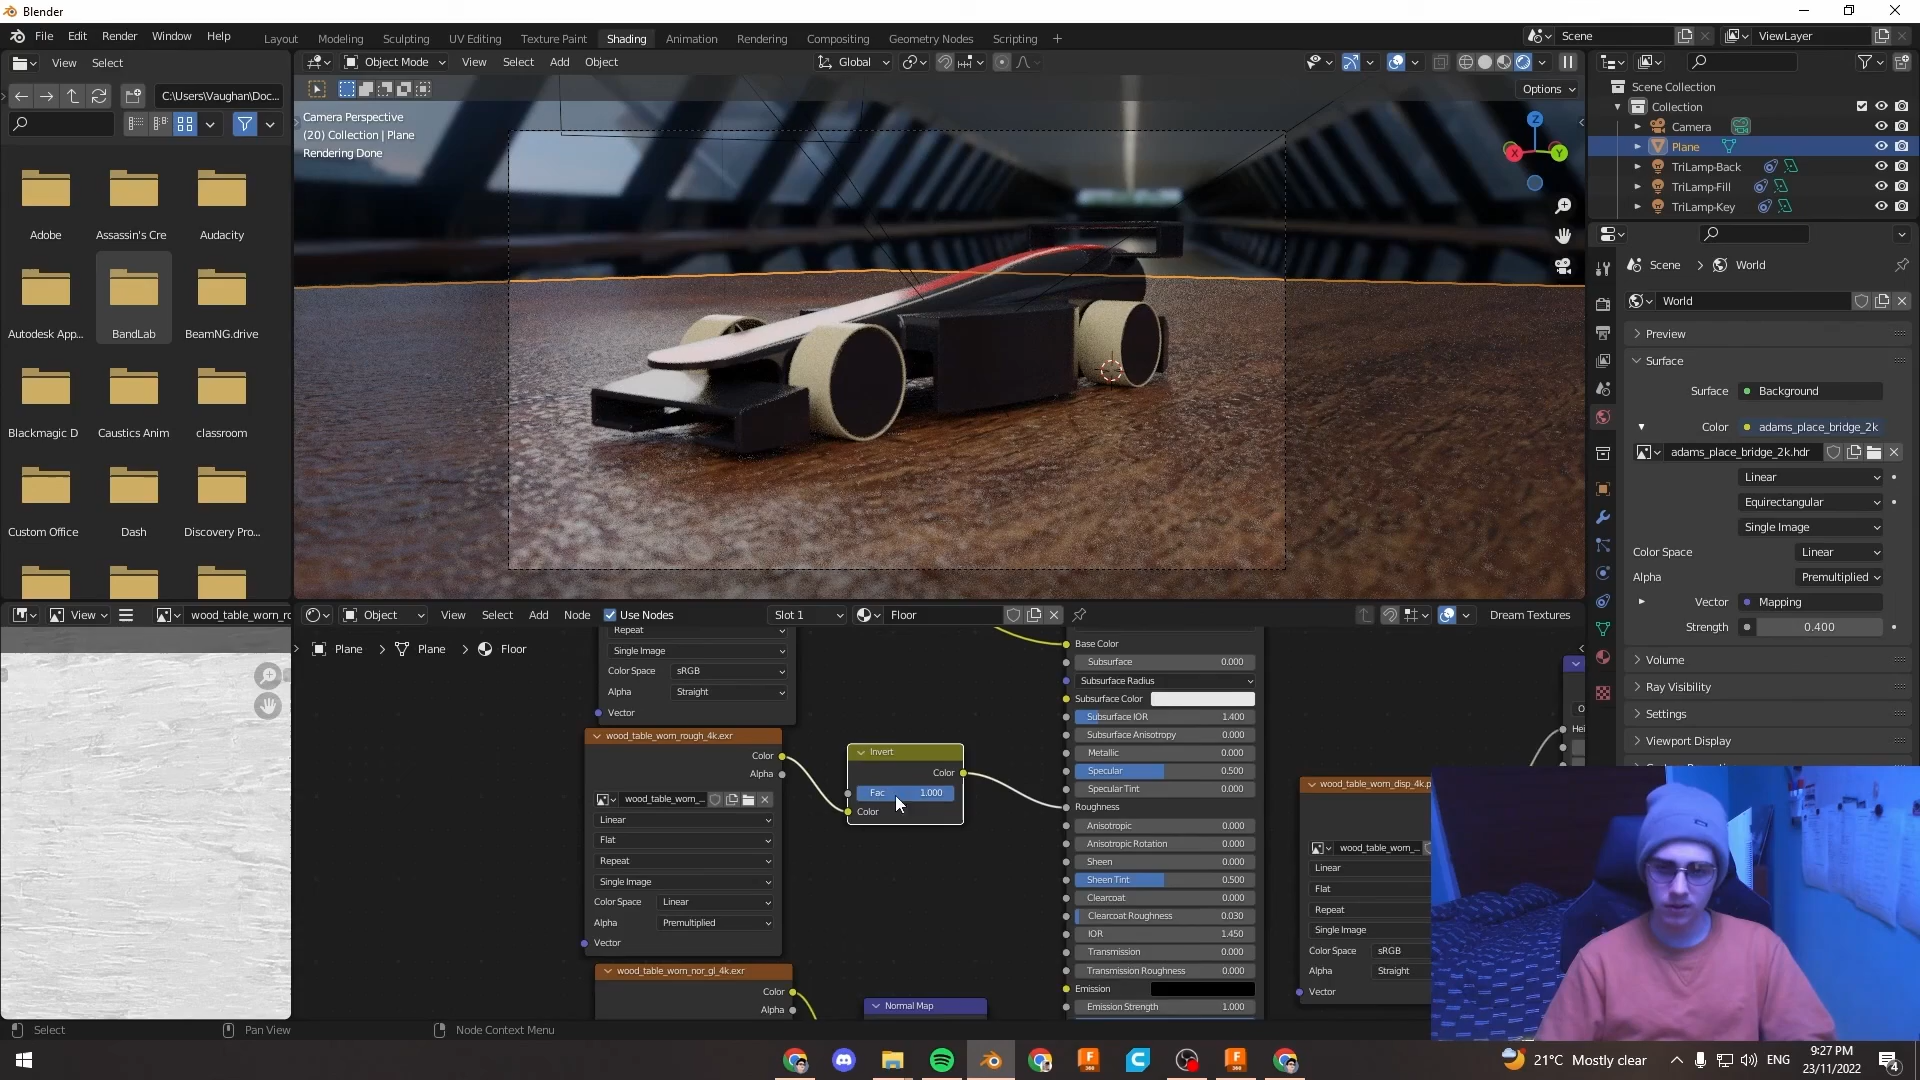 Blender
File Edit Render Window Help
Layout Modeling Sculpting UV Editing Texture Paint Shading Animation Rendering Compositing Geometry Nodes Scripting +
Scene
ViewLayer
View Select
Object Mode View Select Add Object
Global
C:\Users\Vaughan\Doc...
Options
Camera Perspective
(20) Collection | Plane
Rendering Done
Z
X
Y
Scene Collection
Collection
Camera
Plane
TriLamp-Back
TriLamp-Fill
TriLamp-Key
Adobe
Assassin's Cre
Audacity
Autodesk App...
BandLab
BeamNG.drive
Blackmagic D
Caustics Anim
classroom
Custom Office
Dash
Discovery Pro...
Scene > World
World
Preview
Surface
Surface Background
Color adams_place_bridge_2k
adams_place_bridge_2k.hdr
Linear
Equirectangular
Single Image
Color Space Linear
Alpha Premultiplied
Vector Mapping
Strength 0.400
Volume
Ray Visibility
Settings
Viewport Display
View
wood_table_worn_ro
Object View Select Add Node Use Nodes
Slot 1
Floor
Dream Textures
Plane > Plane > Floor
Repeat
Single Image
Color Space sRGB
Alpha Straight
Vector
wood_table_worn_rough_4k.exr
Color
Alpha
wood_table_worn_...
Linear
Flat
Repeat
Single Image
Color Space Linear
Alpha Premultiplied
Vector
wood_table_worn_nor_gl_4k.exr
Color
Alpha
Invert
Color
Fac 1.000
Color
Normal Map
Base Color
Subsurface 0.000
Subsurface Radius
Subsurface Color
Subsurface IOR 1.400
Subsurface Anisotropy 0.000
Metallic 0.000
Specular 0.500
Specular Tint 0.000
Roughness
Anisotropic 0.000
Anisotropic Rotation 0.000
Sheen 0.000
Sheen Tint 0.500
Clearcoat 0.000
Clearcoat Roughness 0.030
IOR 1.450
Transmission 0.000
Transmission Roughness 0.000
Emission
Emission Strength 1.000
wood_table_worn_disp_4k.p
wood_table_worn_...
Linear
Flat
Repeat
Single Image
Color Space sRGB
Alpha Straight
Vector
Hei
Select
Pan View
Node Context Menu
21°C Mostly clear
ENG
9:27 PM
23/11/2022
4